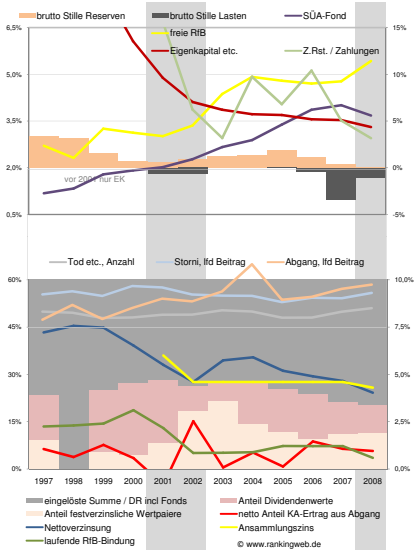 brutto Stille Reserven brutto Stille Lasten SÜA-Fond
freie RfB
Eigenkapital etc. Z.Rst. / Zahlungen
6,5% 15%
5,0% 10%
3,5% 5%
2,0% 0%
vor 2001 nur EK
0,5% -5%
Tod etc., Anzahl Storni, lfd Beitrag Abgang, lfd Beitrag
60% 10,0%
45% 7,5%
30% 5,0%
15% 2,5%
0% 0,0%
1997 1998 1999 2000 2001 2002 2003 2004 2005 2006 2007 2008
eingelöste Summe / DR incl Fonds Anteil Dividendenwerte
Anteil festverzinsliche Wertpaiere netto Anteil KA-Ertrag aus Abgang
Nettoverzinsung Ansammlungszins
laufende RfB-Bindung
© www.rankingweb.de